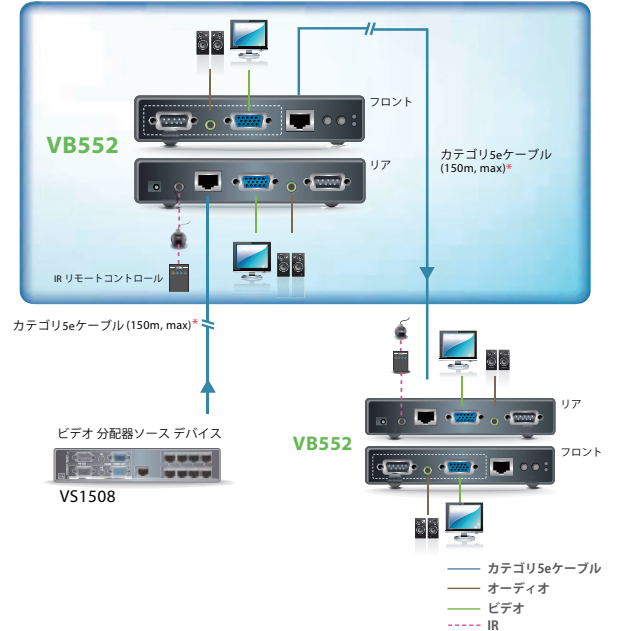 フロント
VB552
リア
カテゴリ5eケーブル
(150m, max)*
IR リモートコントロール
カテゴリ5eケーブル (150m, max)*
リア
ビデオ 分配器ソース デバイス
VB552
フロント
VS1508
カテゴリ5eケーブル
オーディオ
ビデオ
IR